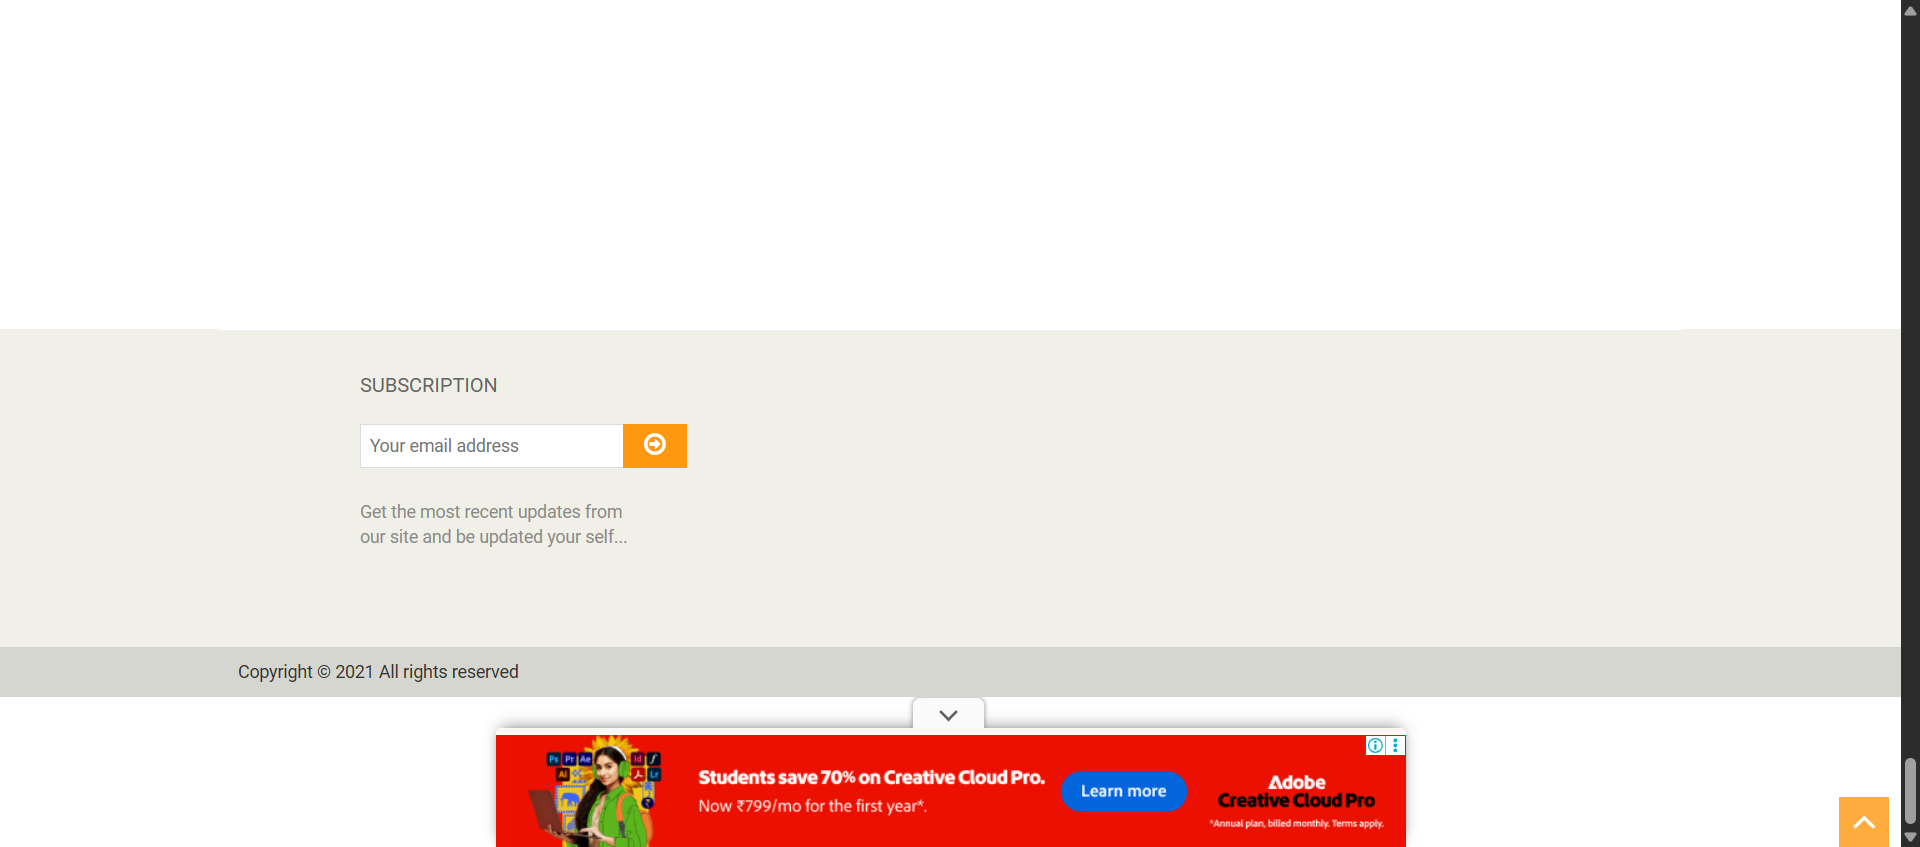 SUBSCRIPTION
Your email address
Get the most recent updates from
our site and be updated your self...
Copyright © 2021 All rights reserved
Ps Pr Ae Id f
Ai Lr
Students save 70% on Creative Cloud Pro.
Now ₹799/mo for the first year*.
Learn more
Adobe
Creative Cloud Pro
*Annual plan, billed monthly. Terms apply.